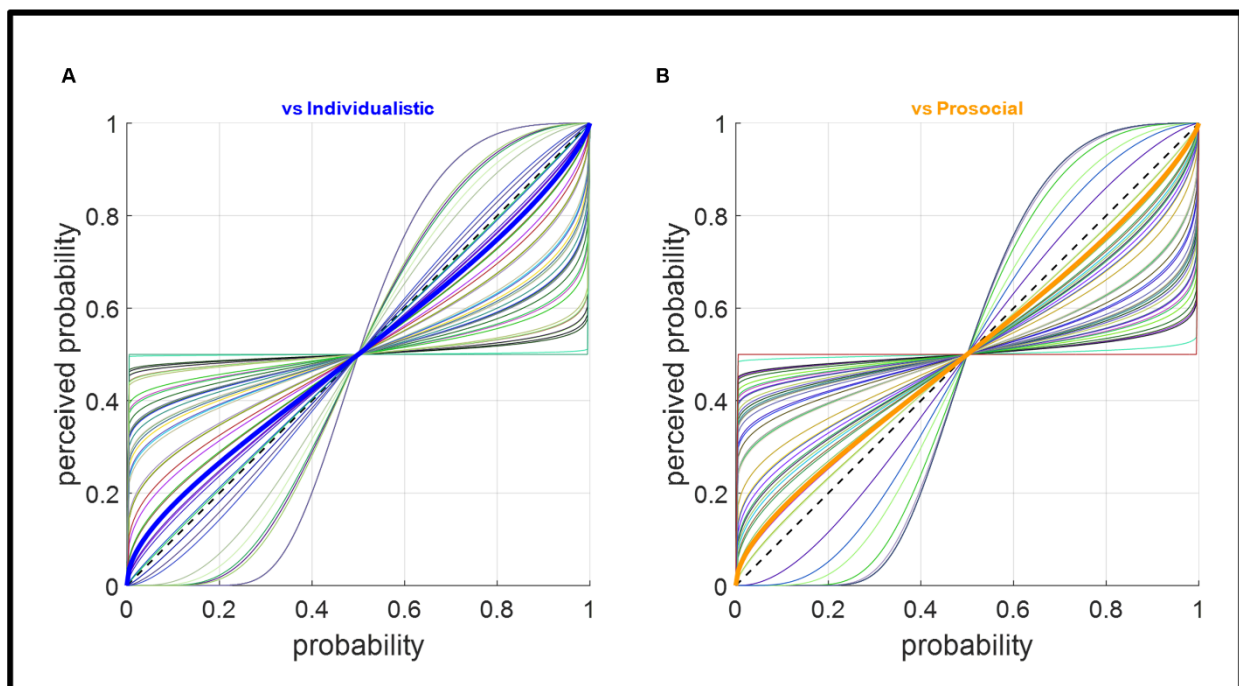 A
B
vs Individualistic
vs Prosocial
perceived probability
1
0.8
0.6
0.4
0.2
0
0 0.2 0.4 0.6 0.8 1
probability
perceived probability
1
0.8
0.6
0.4
0.2
0
0 0.2 0.4 0.6 0.8 1
probability